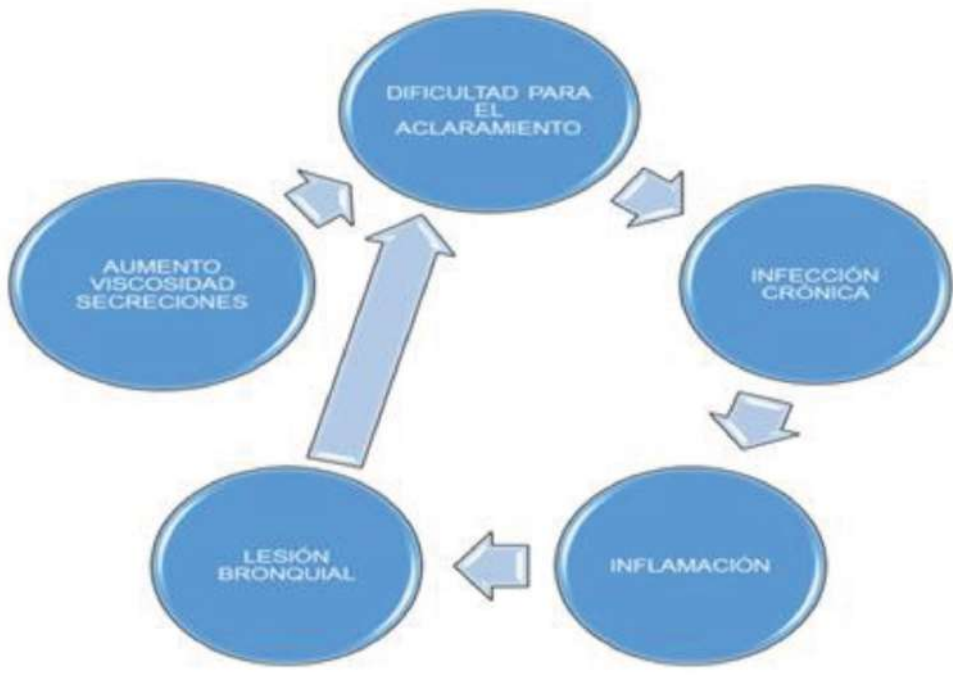 DIFICULTAD PARA
EL
ACLARAMIENTO
AUMENTO
VISCOSIDAD
SECRECIONES
INFECCIÓN
CRÓNICA
LESIÓN
BRONQUIAL
INFLAMACIÓN